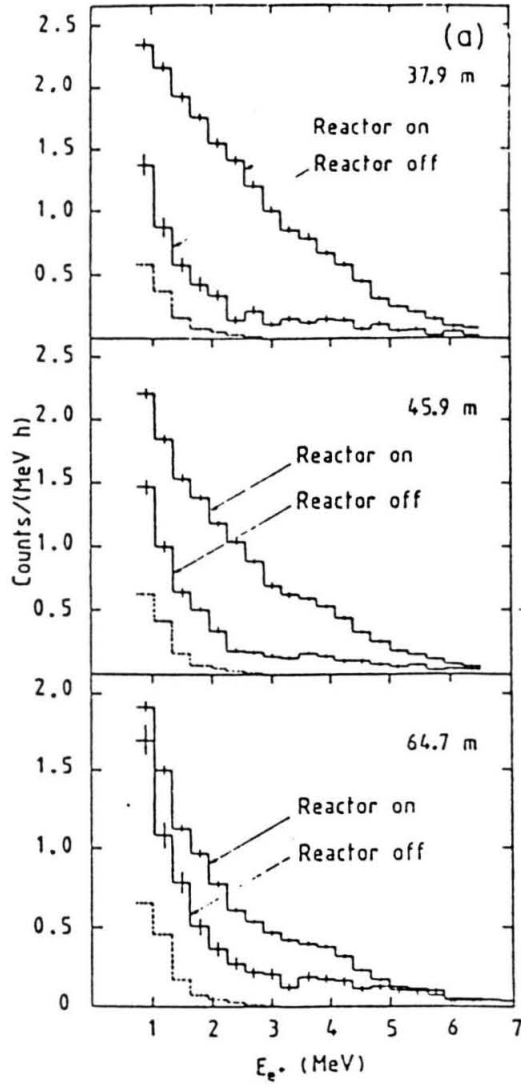 (a)
2.5
37.9 m
2.0
Reactor on
1.5
Reactor off
1.0
0.5
2.5
45.9 m
2.0
Reactor on
1.5
Reactor off
1.0
0.5
Counts/(MeV h)
2.0
64.7 m
1.5
Reactor on
1.0
Reactor off
0.5
0
1 2 3 4 5 6 7
E_e+ (MeV)